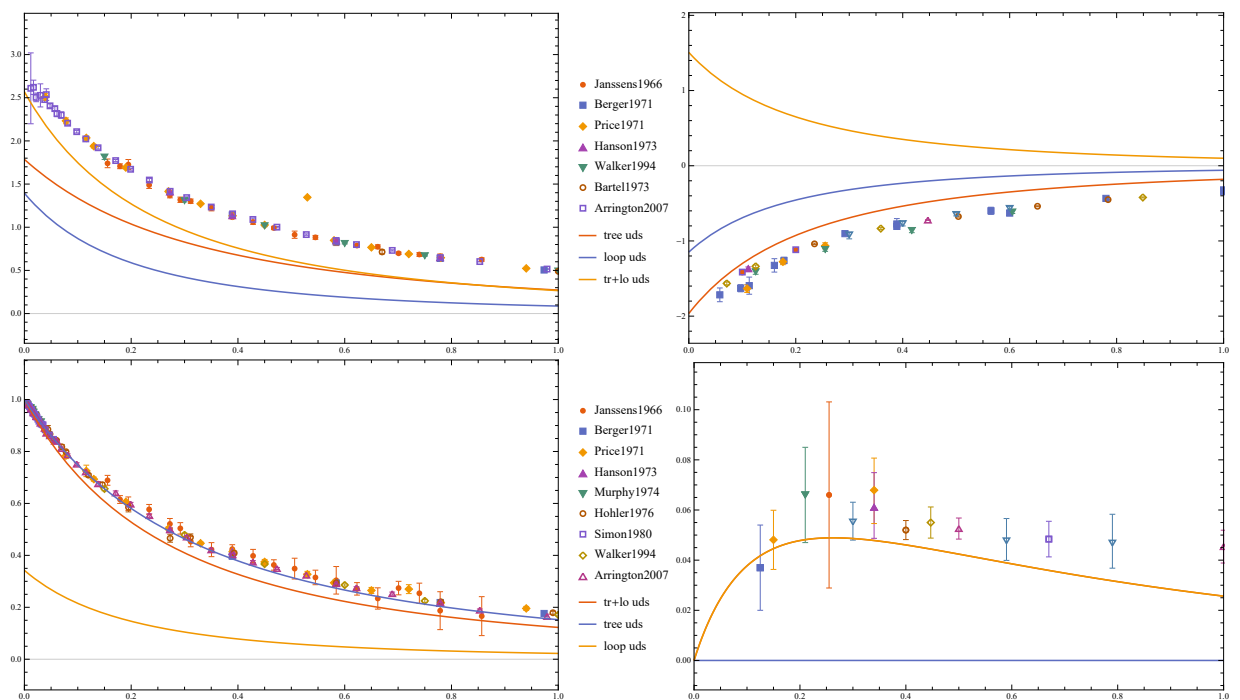 3.0
2.5
2.0
1.5
1.0
0.5
0.0
0.0 0.2 0.4 0.6 0.8 1.0
Janssens1966
Berger1971
Price1971
Hanson1973
Walker1994
Bartel1973
Arrington2007
tree uds
loop uds
tr+lo uds
2
1
0
−1
−2
0.0 0.2 0.4 0.6 0.8 1.0
1.0
0.8
0.6
0.4
0.2
0.0
0.0 0.2 0.4 0.6 0.8 1.0
Janssens1966
Berger1971
Price1971
Hanson1973
Murphy1974
Hohler1976
Simon1980
Walker1994
Arrington2007
tr+lo uds
tree uds
loop uds
0.10
0.08
0.06
0.04
0.02
0.00
0.0 0.2 0.4 0.6 0.8 1.0